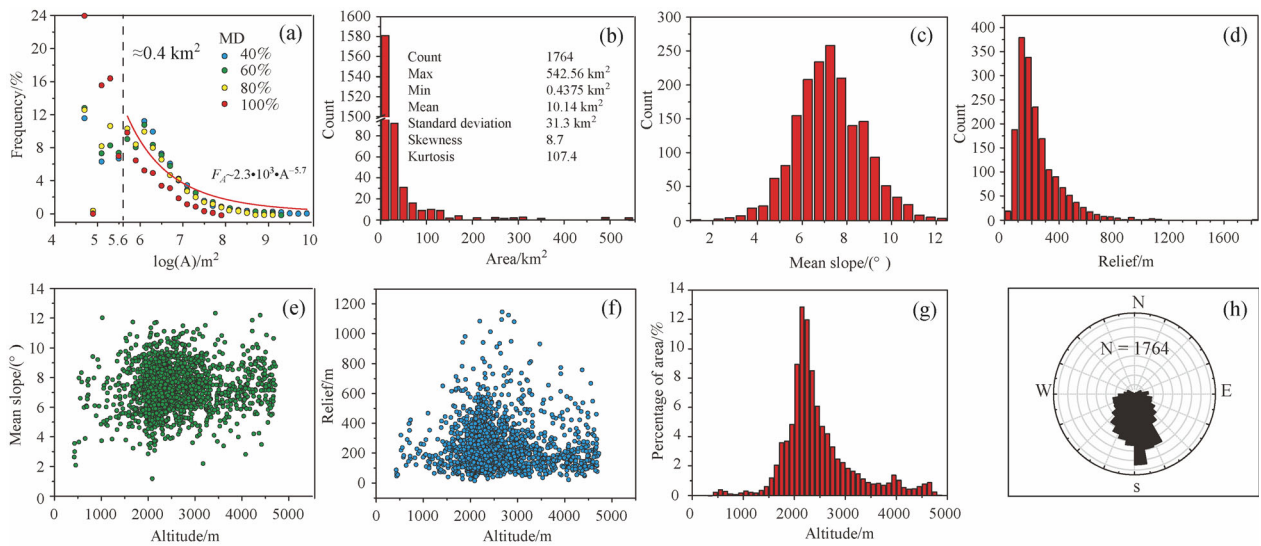 (a)
24
20
16
12
8
4
0
Frequency/%
≈0.4 km²
MD
40%
60%
80%
100%
F_A~2.3•10³•A⁻⁵·⁷
4 5 5.6 6 7 8 9 10
log(A)/m²
(b)
1600
1580
1560
1540
1520
1500
80
60
40
20
0
Count
Count 1764
Max 542.56 km²
Min 0.4375 km²
Mean 10.14 km²
Standard deviation 31.3 km²
Skewness 8.7
Kurtosis 107.4
0 100 200 300 400 500
Area/km²
(c)
300
250
200
150
100
50
0
Count
2 4 6 8 10 12
Mean slope/(°)
(d)
400
350
300
250
200
150
100
50
0
Count
0 400 800 1200 1800
Relief/m
(e)
14
12
10
8
6
4
2
0
Mean slope/(°)
0 1000 2000 3000 4000 5000
Altitude/m
(f)
1200
1000
800
600
400
200
0
Relief/m
0 1000 2000 3000 4000 5000
Altitude/m
(g)
14
12
10
8
6
4
2
0
Percentage of area/%
0 1000 2000 3000 4000 5000
Altitude/m
(h)
N
N = 1764
W E
s